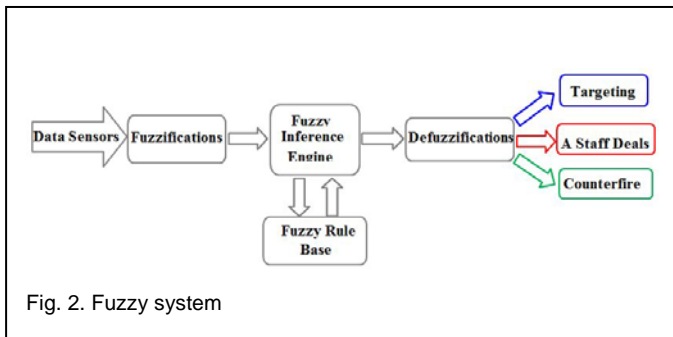 Data Sensors
Fuzzifications
Fuzzy
Inference
Engine
Fuzzy Rule
Base
Defuzzifications
Targeting
A Staff Deals
Counterfire
Fig. 2. Fuzzy system